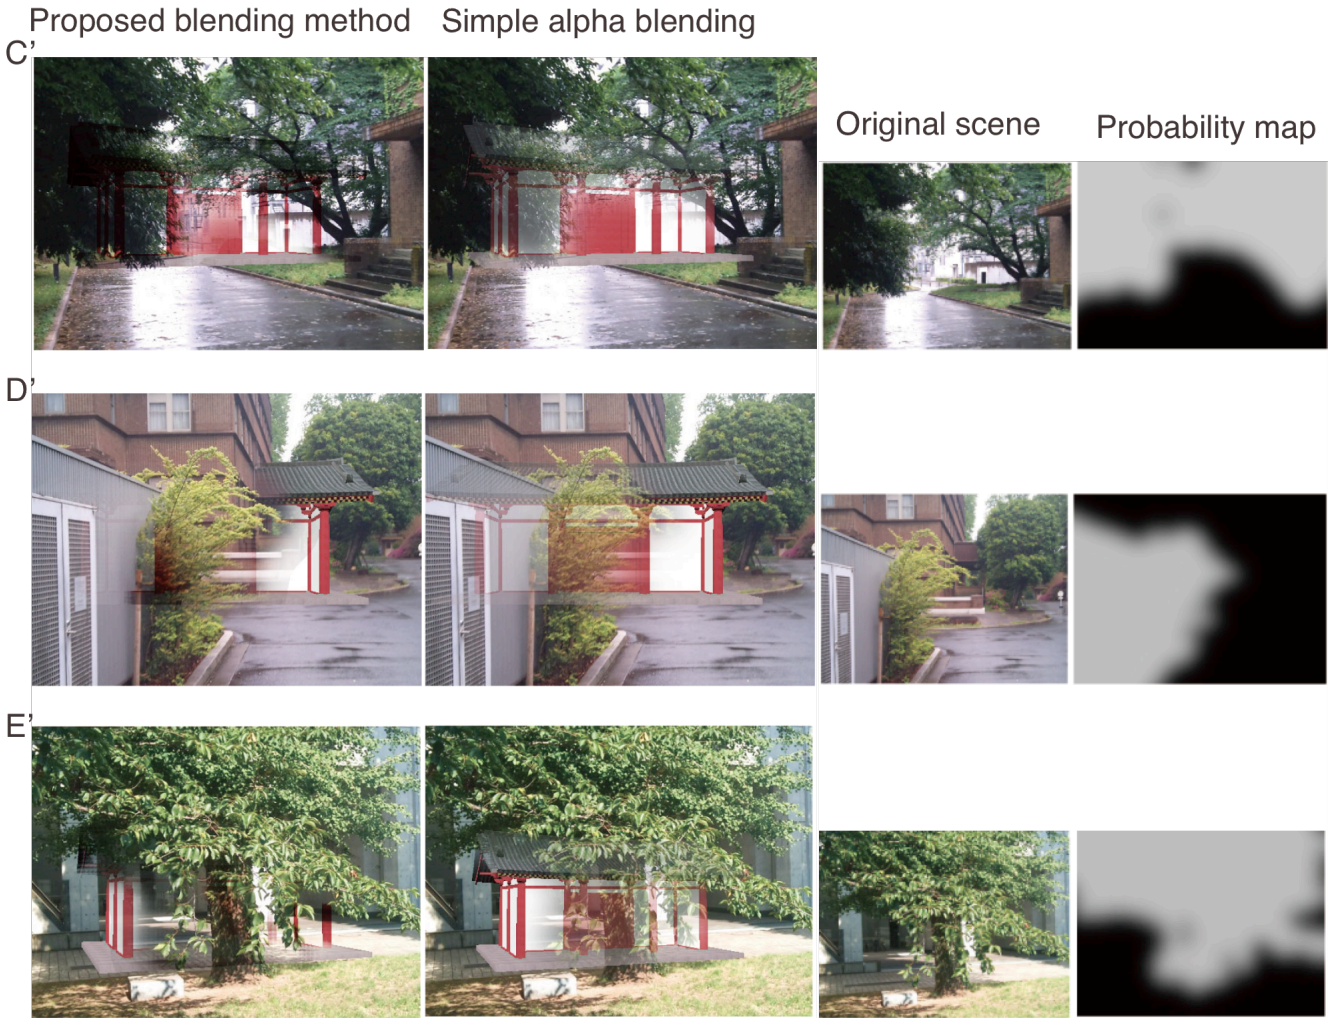 Proposed blending method
Simple alpha blending
C’
Original scene
Probability map
D’
E’